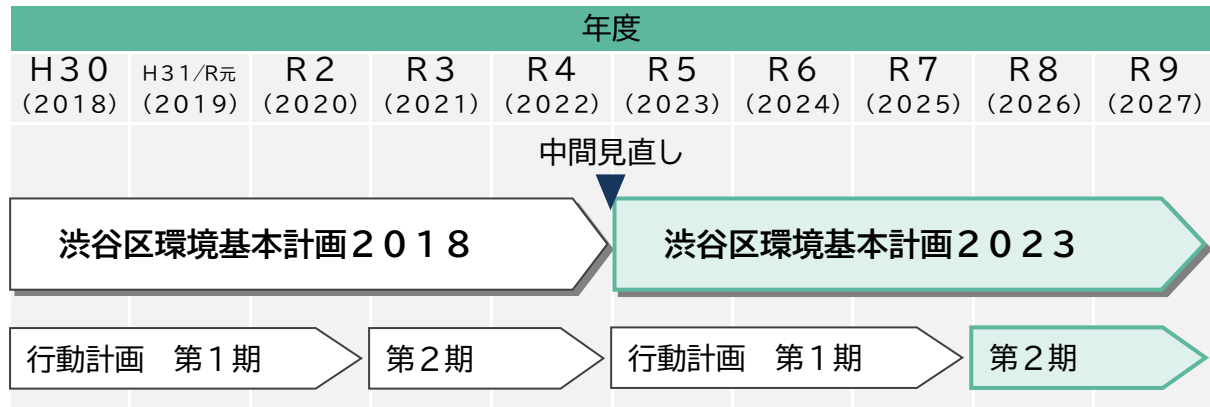 年度
H30 H31/R元 R2 R3 R4 R5 R6 R7 R8 R9
(2018) (2019) (2020) (2021) (2022) (2023) (2024) (2025) (2026) (2027)
中間見直し
渋谷区環境基本計画2018 渋谷区環境基本計画2023
行動計画 第1期 第2期 行動計画 第1期 第2期